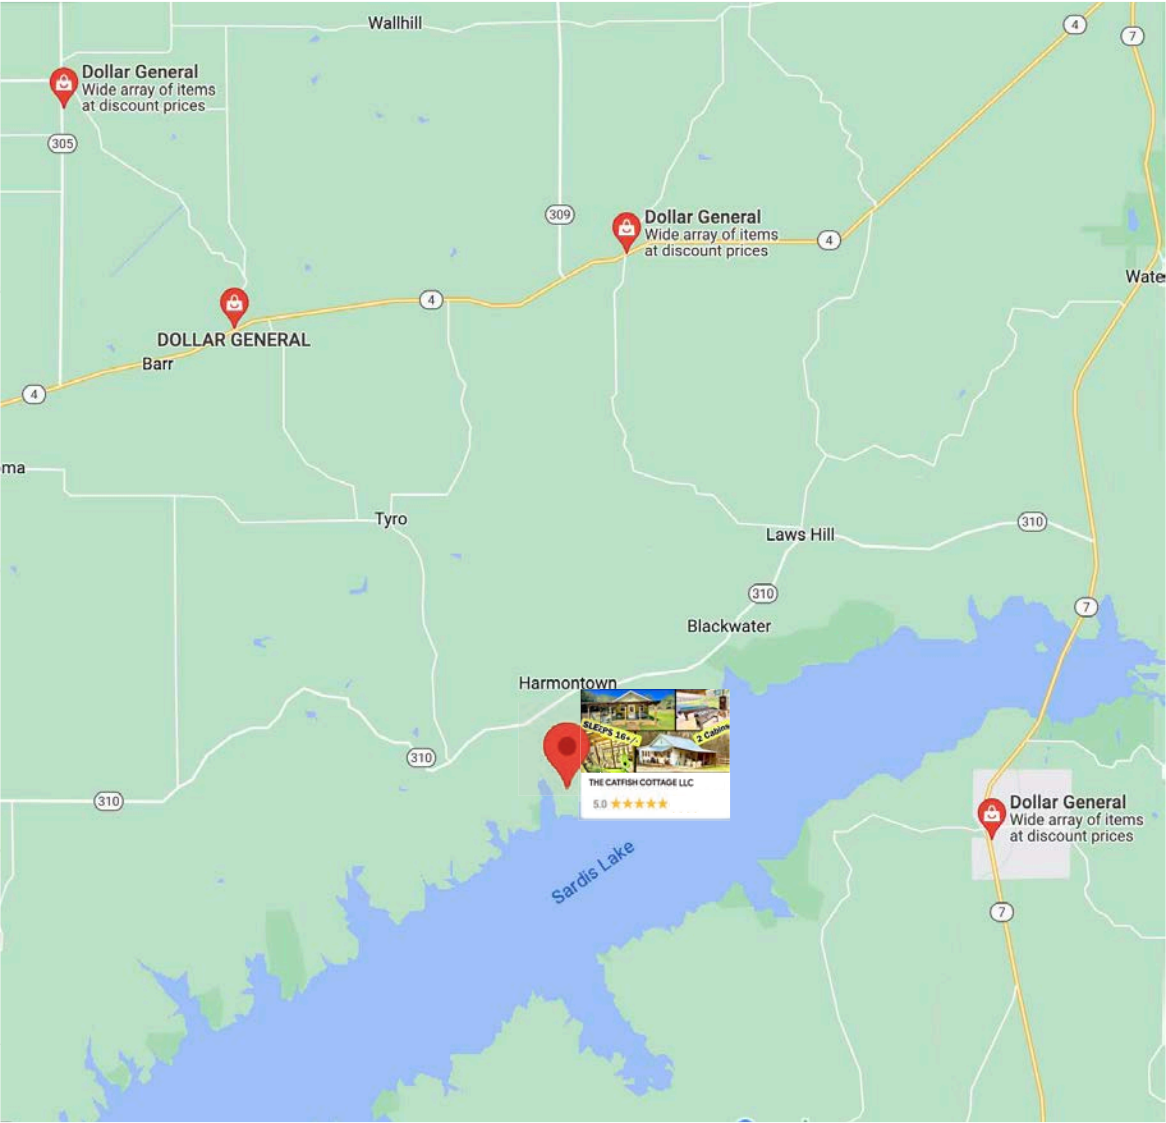 Wallhill
4
7
Dollar General
Wide array of items
at discount prices
305
309
Dollar General
Wide array of items
at discount prices
4
Wate
4
DOLLAR GENERAL
Barr
4
oma
Tyro
310
Laws Hill
310
7
Blackwater
Harmontown
SLEEPS 16+/-
2 Cabins
310
THE CATFISH COTTAGE LLC
5.0
310
Dollar General
Wide array of items
at discount prices
Sardis Lake
7